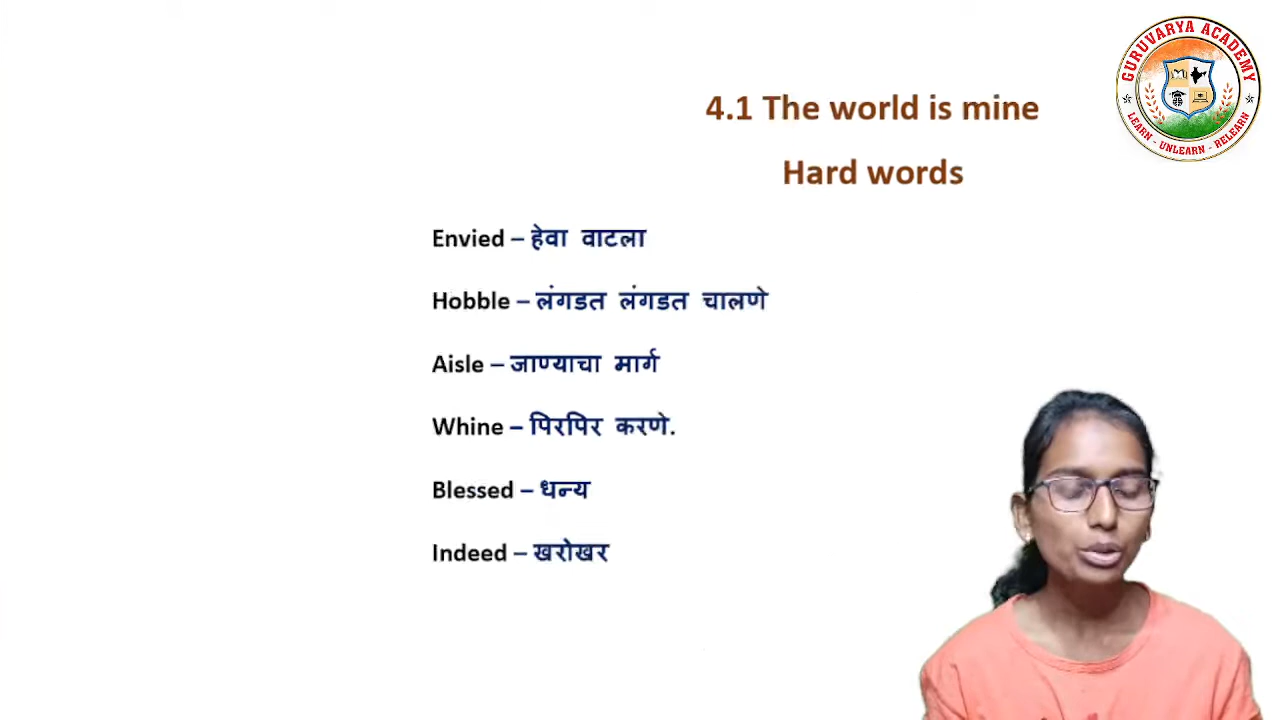 GURUVARYA ACADEMY
LEARN - UNLEARN - RELEARN
4.1 The world is mine
Hard words
Envied – हेवा वाटला
Hobble – लंगडत लंगडत चालणे
Aisle – जाण्याचा मार्ग
Whine – पिरपिर करणे.
Blessed – धन्य
Indeed – खरोखर